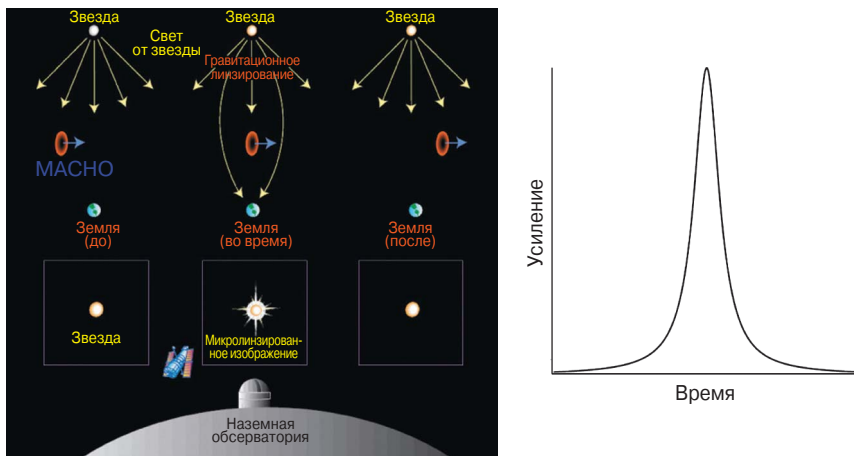 Звезда
Звезда
Звезда
Свет
от звезды
Гравитационное
линзирование
МАСНО
Земля
(до)
Земля
(во время)
Земля
(после)
Звезда
Микролинзирован-
ное изображение
Наземная
обсерватория
Усиление
Время